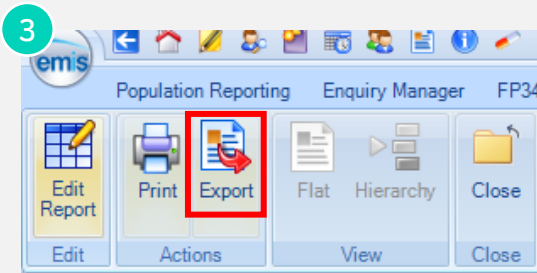 3
emis
Population Reporting Enquiry Manager FP34
Edit Report Print Export Flat Hierarchy Close
Edit Actions View Close